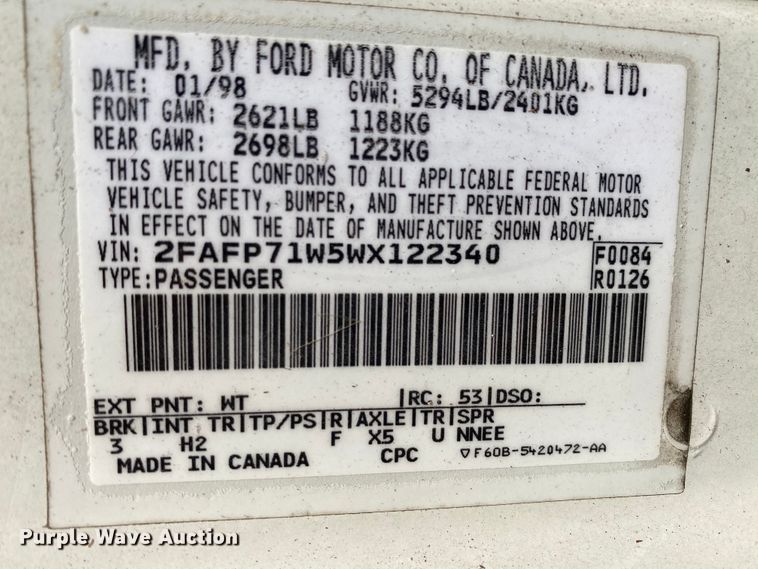 MFD. BY FORD MOTOR CO. OF CANADA, LTD.
DATE: 01/98 GVWR: 5294LB/2401KG
FRONT GAWR: 2621LB 1188KG
REAR GAWR: 2698LB 1223KG
THIS VEHICLE CONFORMS TO ALL APPLICABLE FEDERAL MOTOR
VEHICLE SAFETY, BUMPER, AND THEFT PREVENTION STANDARDS
IN EFFECT ON THE DATE OF MANUFACTURE SHOWN ABOVE.
VIN: 2FAFP71W5WX122340 F0084
TYPE: PASSENGER R0126
EXT PNT: WT |RC: 53|DSO:
BRK|INT TR|TP/PS|R|AXLE|TR|SPR
3 H2 F X5 U NNEE
MADE IN CANADA CPC ▽F60B-5420472-AA
Purple Wave Auction